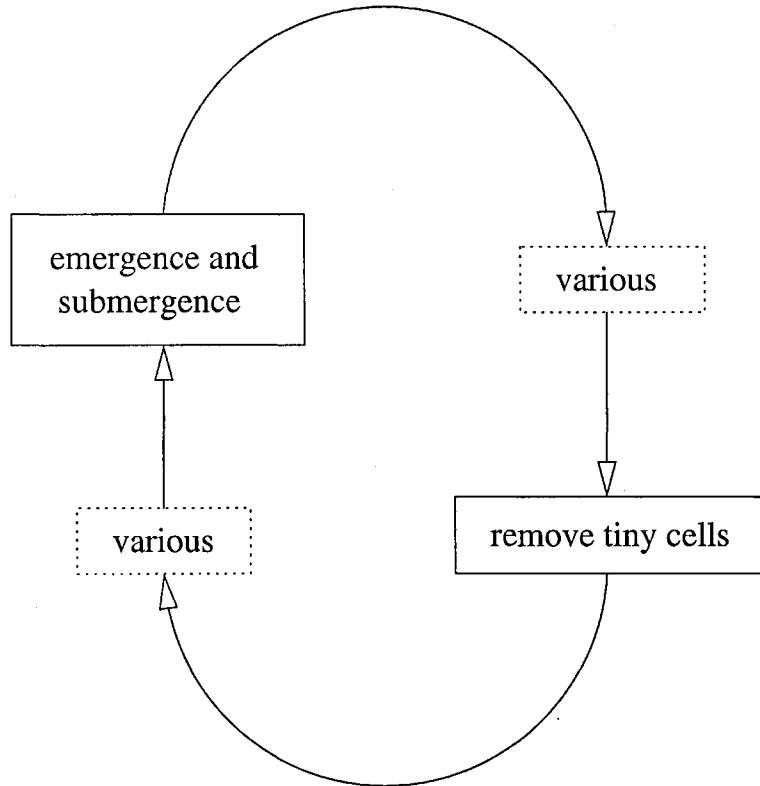 emergence and
submergence
various
various
remove tiny cells